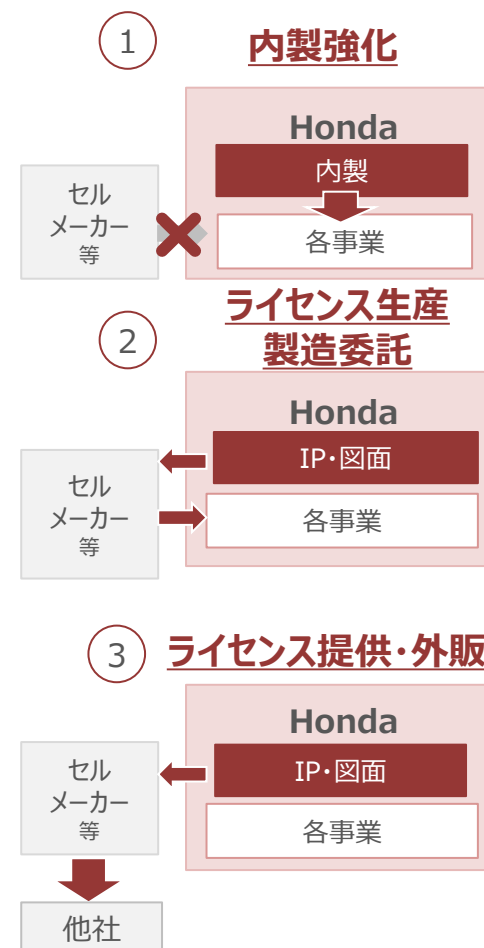 ①
内製強化
Honda
内製
セル
メーカー
等
各事業
②
ライセンス生産
製造委託
Honda
IP・図面
セル
メーカー
等
各事業
③
ライセンス提供・外販
Honda
IP・図面
セル
メーカー
等
各事業
他社